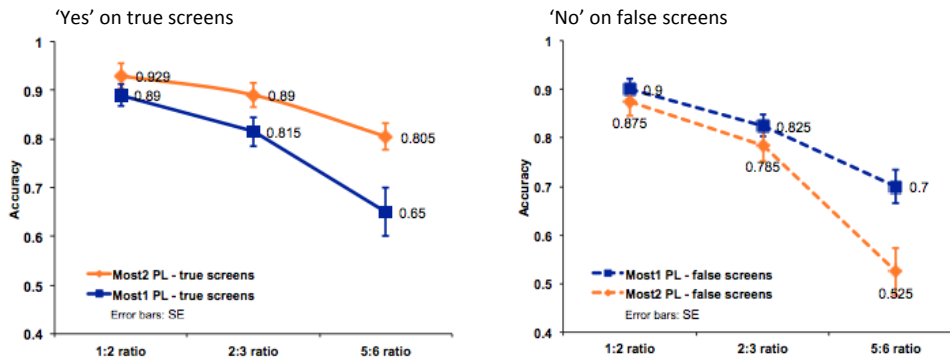 ‘Yes’ on true screens
1
0.9
0.8
0.7
0.6
0.5
0.4
Accuracy
0.929
0.89
0.89
0.815
0.805
0.65
Most2 PL - true screens
Most1 PL - true screens
Error bars: SE
1:2 ratio 2:3 ratio 5:6 ratio
‘No’ on false screens
1
0.9
0.8
0.7
0.6
0.5
0.4
Accuracy
0.9
0.875
0.825
0.785
0.7
0.525
Most1 PL - false screens
Most2 PL - false screens
Error bars: SE
1:2 ratio 2:3 ratio 5:6 ratio